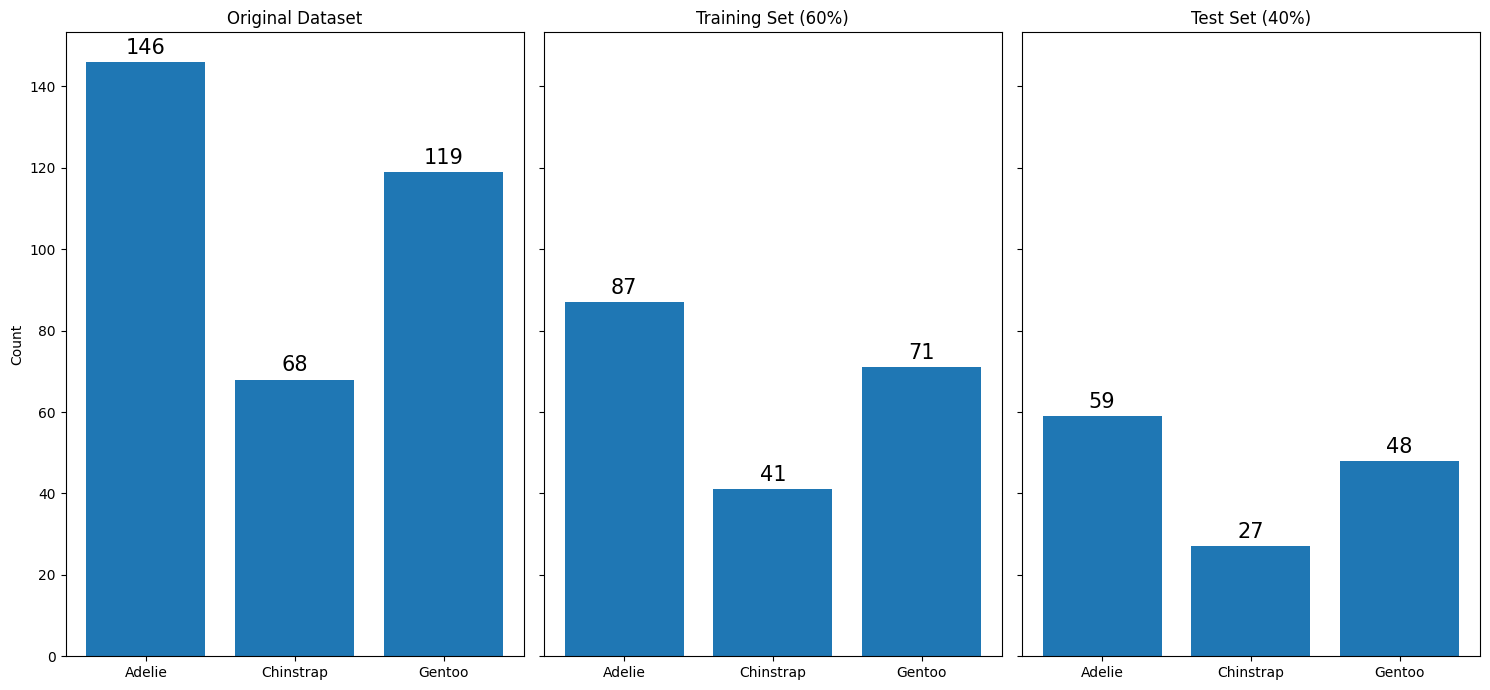 Original Dataset
146
68
119
140
120
100
80
60
40
20
0
Count
Adelie Chinstrap Gentoo
Training Set (60%)
87
41
71
Adelie Chinstrap Gentoo
Test Set (40%)
59
27
48
Adelie Chinstrap Gentoo